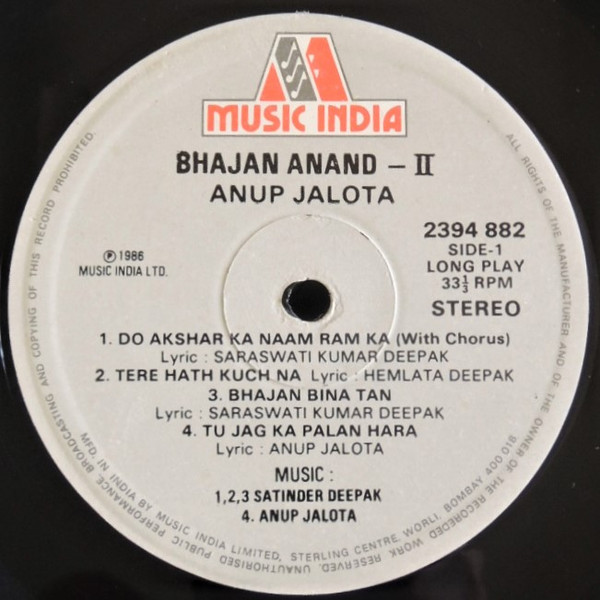 MUSIC INDIA
BHAJAN ANAND – II
ANUP JALOTA
2394 882
SIDE-1
LONG PLAY
33⅓ RPM
STEREO
Ⓟ 1986
MUSIC INDIA LTD.
1. DO AKSHAR KA NAAM RAM KA (With Chorus)
Lyric : SARASWATI KUMAR DEEPAK
2. TERE HATH KUCH NA Lyric : HEMLATA DEEPAK
3. BHAJAN BINA TAN
Lyric : SARASWATI KUMAR DEEPAK
4. TU JAG KA PALAN HARA
Lyric : ANUP JALOTA
MUSIC :
1,2,3 SATINDER DEEPAK
4. ANUP JALOTA
MFD. IN INDIA BY MUSIC INDIA LIMITED, STERLING CENTRE, WORLI, BOMBAY 400 018
ALL RIGHTS OF THE MANUFACTURER AND OF THE OWNER OF THE RECOREDED WORK RESERVED. UNAUTHORISED PUBLIC PERFORMANCE, BROADCASTING AND COPYING OF THIS RECORD PROHIBITED.